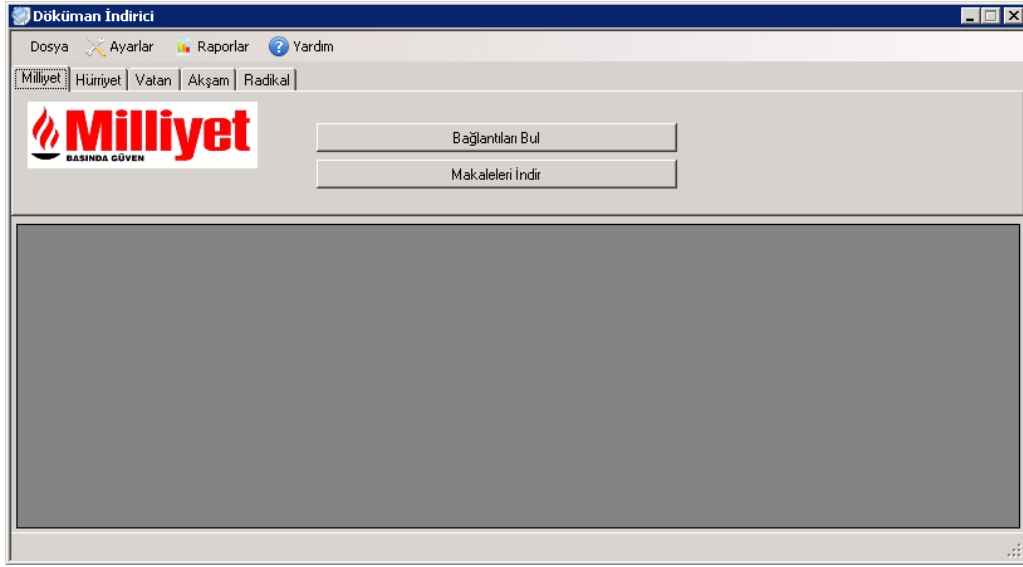 Döküman İndirici
Dosya Ayarlar Raporlar Yardım
Milliyet Hürriyet Vatan Akşam Radikal
Milliyet
BASINDA GÜVEN
Bağlantıları Bul
Makaleleri İndir